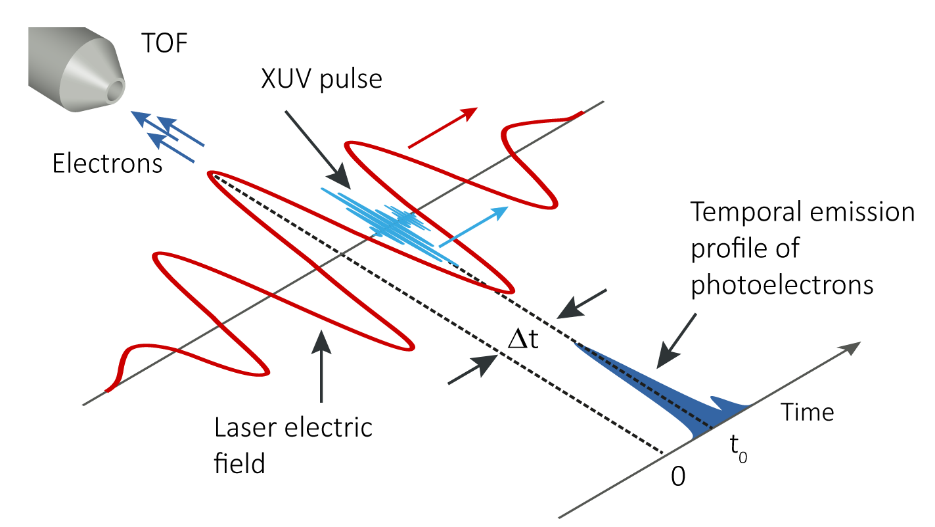 TOF
XUV pulse
Electrons
Temporal emission
profile of
photoelectrons
Δt
Laser electric
field
Time
t₀
0